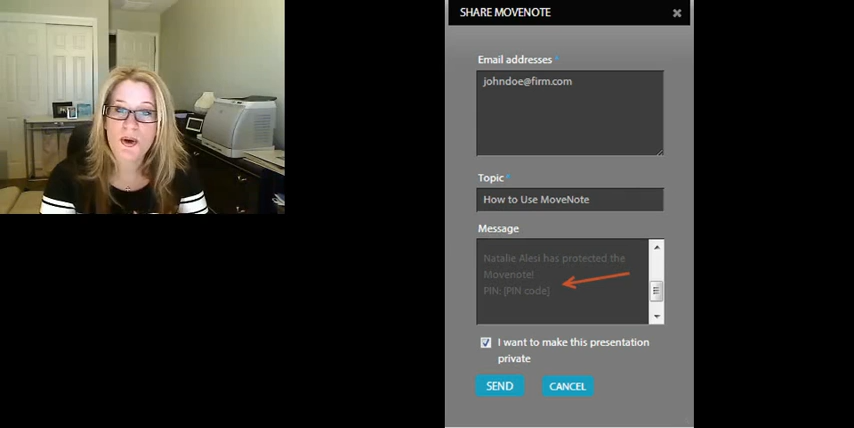 SHARE MOVENOTE
Email addresses *
johndoe@firm.com
Topic *
How to Use MoveNote
Message
Natalie Alesi has protected the
Movenote!
PIN: [PIN code]
I want to make this presentation
private
SEND
CANCEL